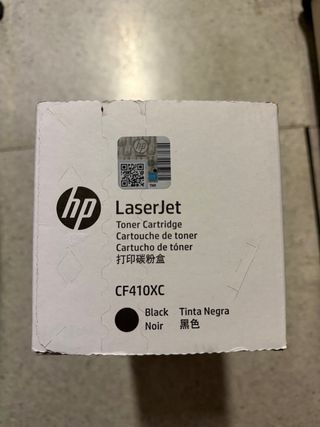 hp
hp
LaserJet
Toner Cartridge
Cartouche de toner
Cartucho de tóner
打印碳粉盒
CF410XC
Black Tinta Negra
Noir 黑色